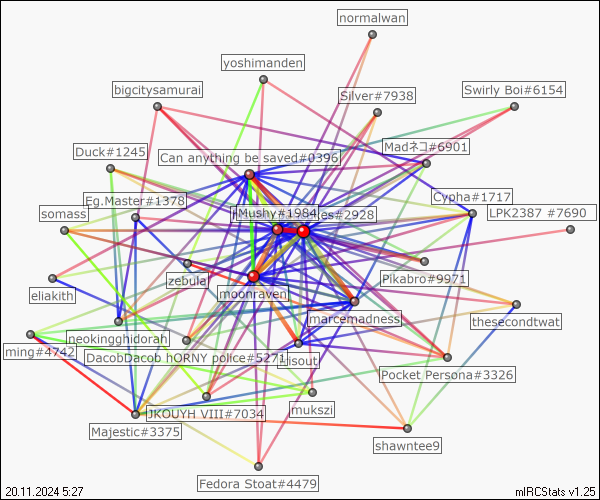 normalwan
yoshimanden
bigcitysamurai
Silver#7938
Swirly Boi#6154
Duck#1245
Can anything be saved#0396
Madネコ#6901
Eg.Master#1378
Cypha#1717
somass
Mushy#1984
#2928
LPK2387 #7690
zebular
Pikabro#9971
eliakith
moonraven
marcemadness
thesecondtwat
neokingghidorah
ming#4742
DacobDacob hORNY police#5271
Pocket Persona#3326
JKOUYH VIII#7034
mukszi
Majestic#3375
shawntee9
Fedora Stoat#4479
20.11.2024 5:27
mIRCStats v1.25